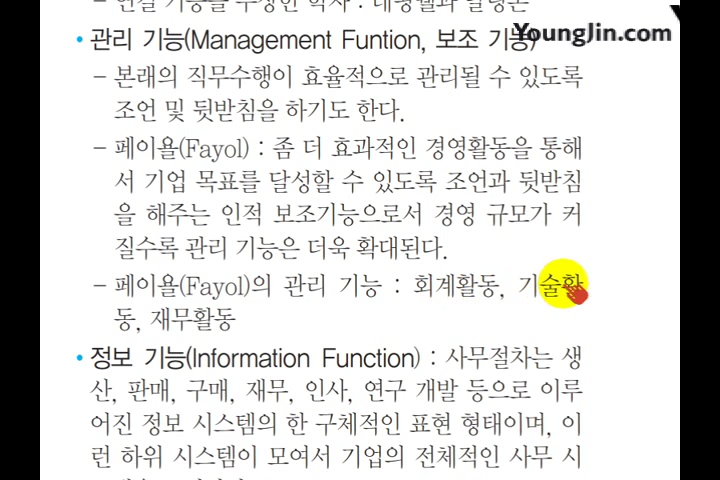 – 연결 기능을 주장한 학자 :
YoungJin.com
• 관리 기능(Management Funtion, 보조 기능)
– 본래의 직무수행이 효율적으로 관리될 수 있도록
조언 및 뒷받침을 하기도 한다.
– 페이욜(Fayol) : 좀 더 효과적인 경영활동을 통해
서 기업 목표를 달성할 수 있도록 조언과 뒷받침
을 해주는 인적 보조기능으로서 경영 규모가 커
질수록 관리 기능은 더욱 확대된다.
– 페이욜(Fayol)의 관리 기능 : 회계활동, 기술활
동, 재무활동
• 정보 기능(Information Function) : 사무절차는 생
산, 판매, 구매, 재무, 인사, 연구 개발 등으로 이루
어진 정보 시스템의 한 구체적인 표현 형태이며, 이
런 하위 시스템이 모여서 기업의 전체적인 사무 시